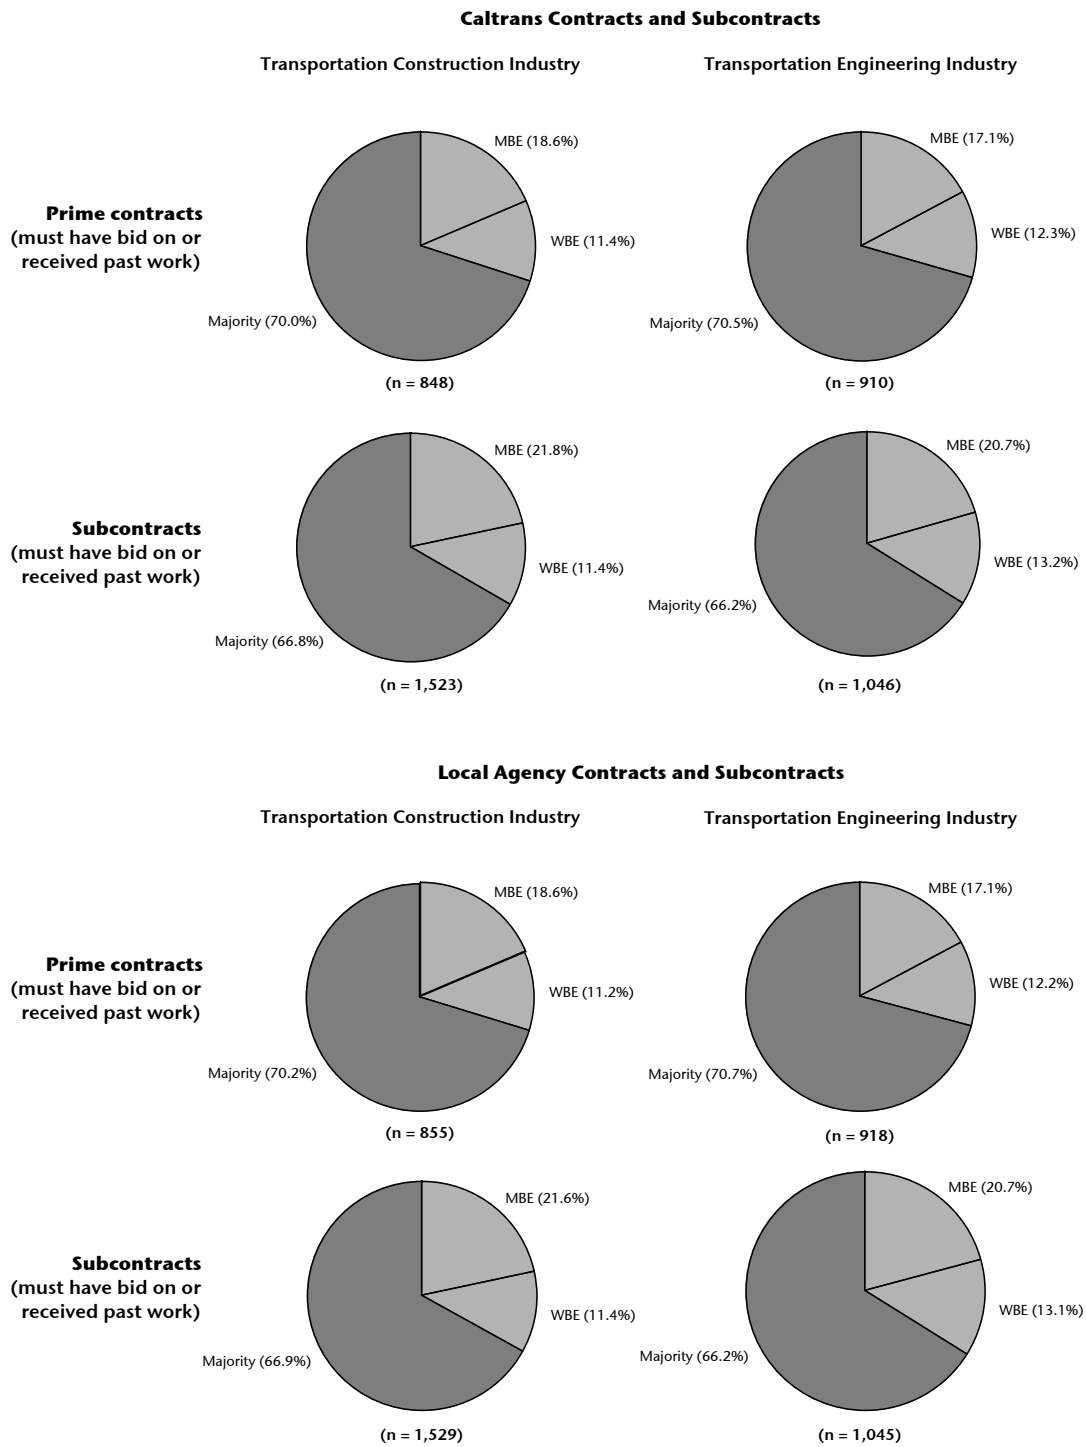 Caltrans Contracts and Subcontracts
Transportation Construction Industry
Transportation Engineering Industry
Prime contracts
(must have bid on or
received past work)
MBE (18.6%)
WBE (11.4%)
Majority (70.0%)
(n = 848)
MBE (17.1%)
WBE (12.3%)
Majority (70.5%)
(n = 910)
Subcontracts
(must have bid on or
received past work)
MBE (21.8%)
WBE (11.4%)
Majority (66.8%)
(n = 1,523)
MBE (20.7%)
WBE (13.2%)
Majority (66.2%)
(n = 1,046)
Local Agency Contracts and Subcontracts
Transportation Construction Industry
Transportation Engineering Industry
Prime contracts
(must have bid on or
received past work)
MBE (18.6%)
WBE (11.2%)
Majority (70.2%)
(n = 855)
MBE (17.1%)
WBE (12.2%)
Majority (70.7%)
(n = 918)
Subcontracts
(must have bid on or
received past work)
MBE (21.6%)
WBE (11.4%)
Majority (66.9%)
(n = 1,529)
MBE (20.7%)
WBE (13.1%)
Majority (66.2%)
(n = 1,045)